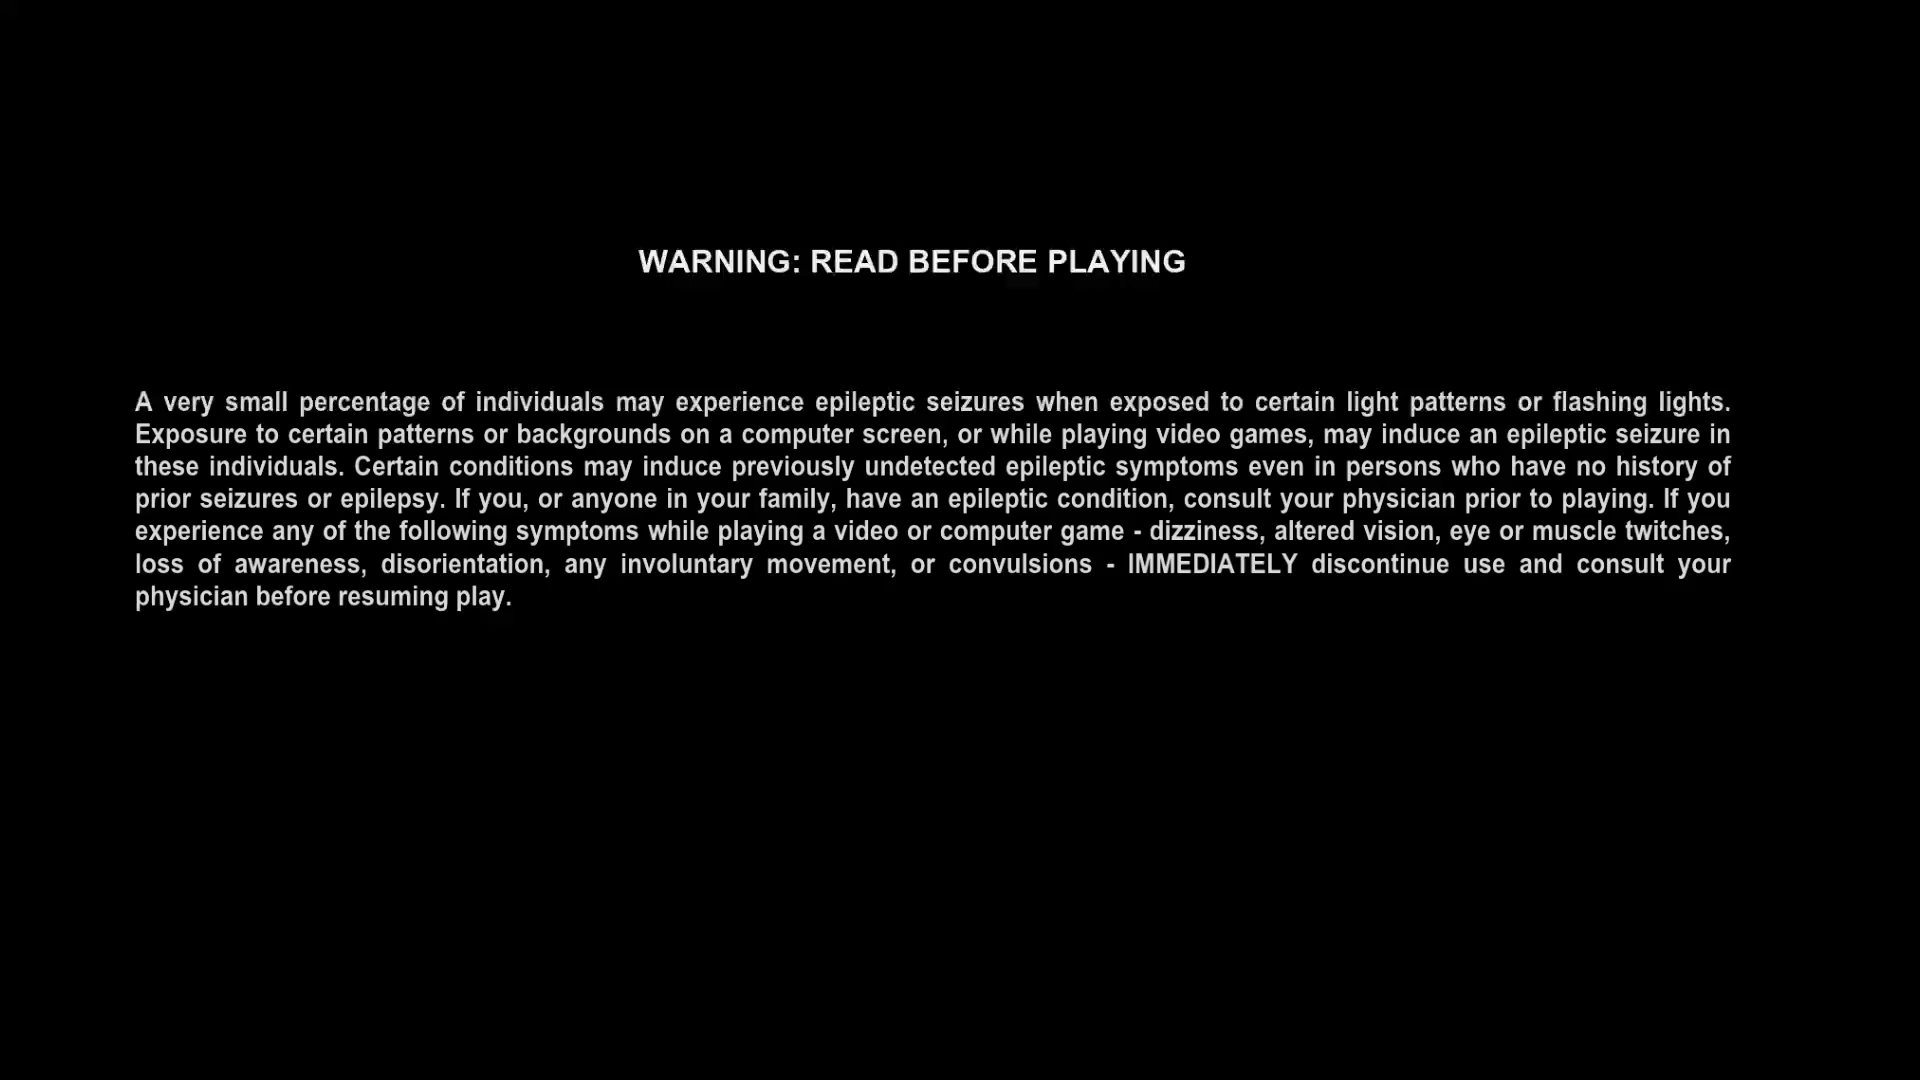 WARNING: READ BEFORE PLAYING
A very small percentage of individuals may experience epileptic seizures when exposed to certain light patterns or flashing lights.
Exposure to certain patterns or backgrounds on a computer screen, or while playing video games, may induce an epileptic seizure in
these individuals. Certain conditions may induce previously undetected epileptic symptoms even in persons who have no history of
prior seizures or epilepsy. If you, or anyone in your family, have an epileptic condition, consult your physician prior to playing. If you
experience any of the following symptoms while playing a video or computer game - dizziness, altered vision, eye or muscle twitches,
loss of awareness, disorientation, any involuntary movement, or convulsions - IMMEDIATELY discontinue use and consult your
physician before resuming play.